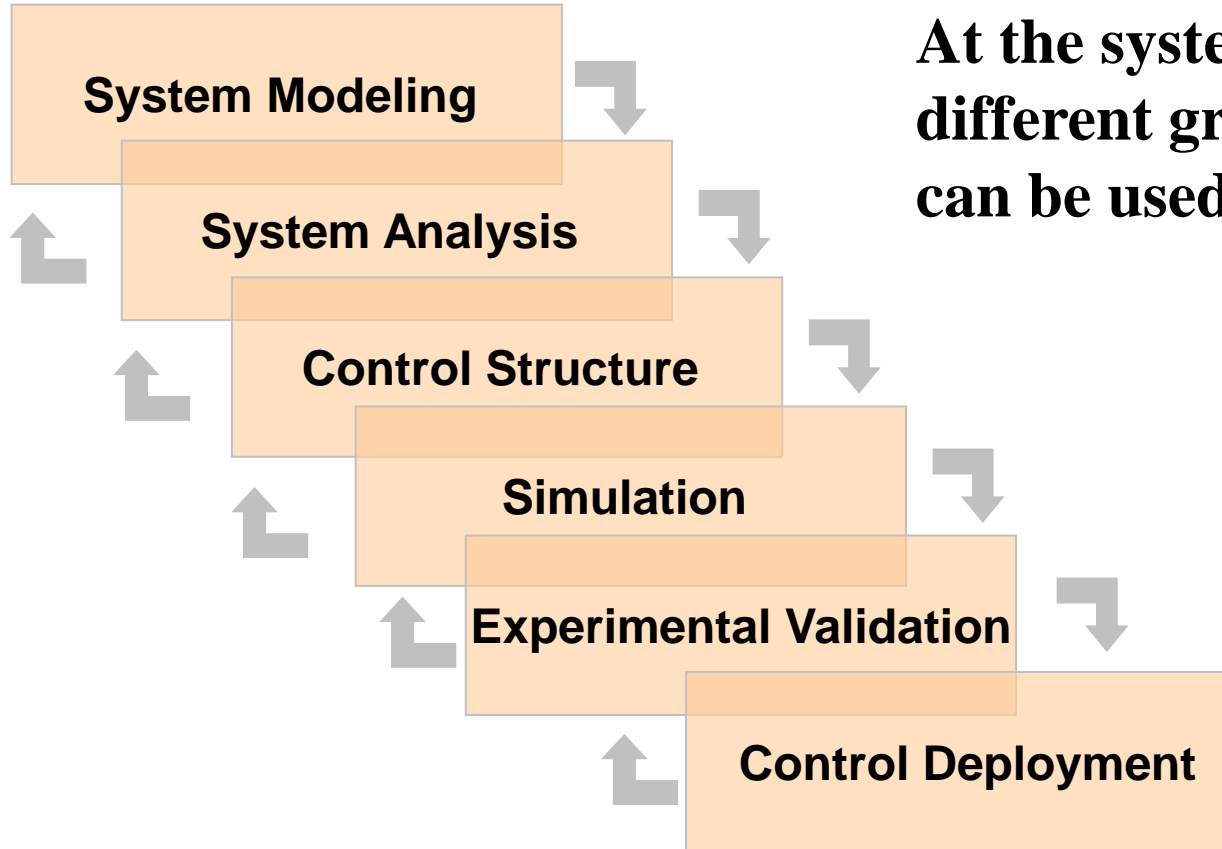 At the syste
different gr
can be used
System Modeling
System Analysis
Control Structure
Simulation
Experimental Validation
Control Deployment